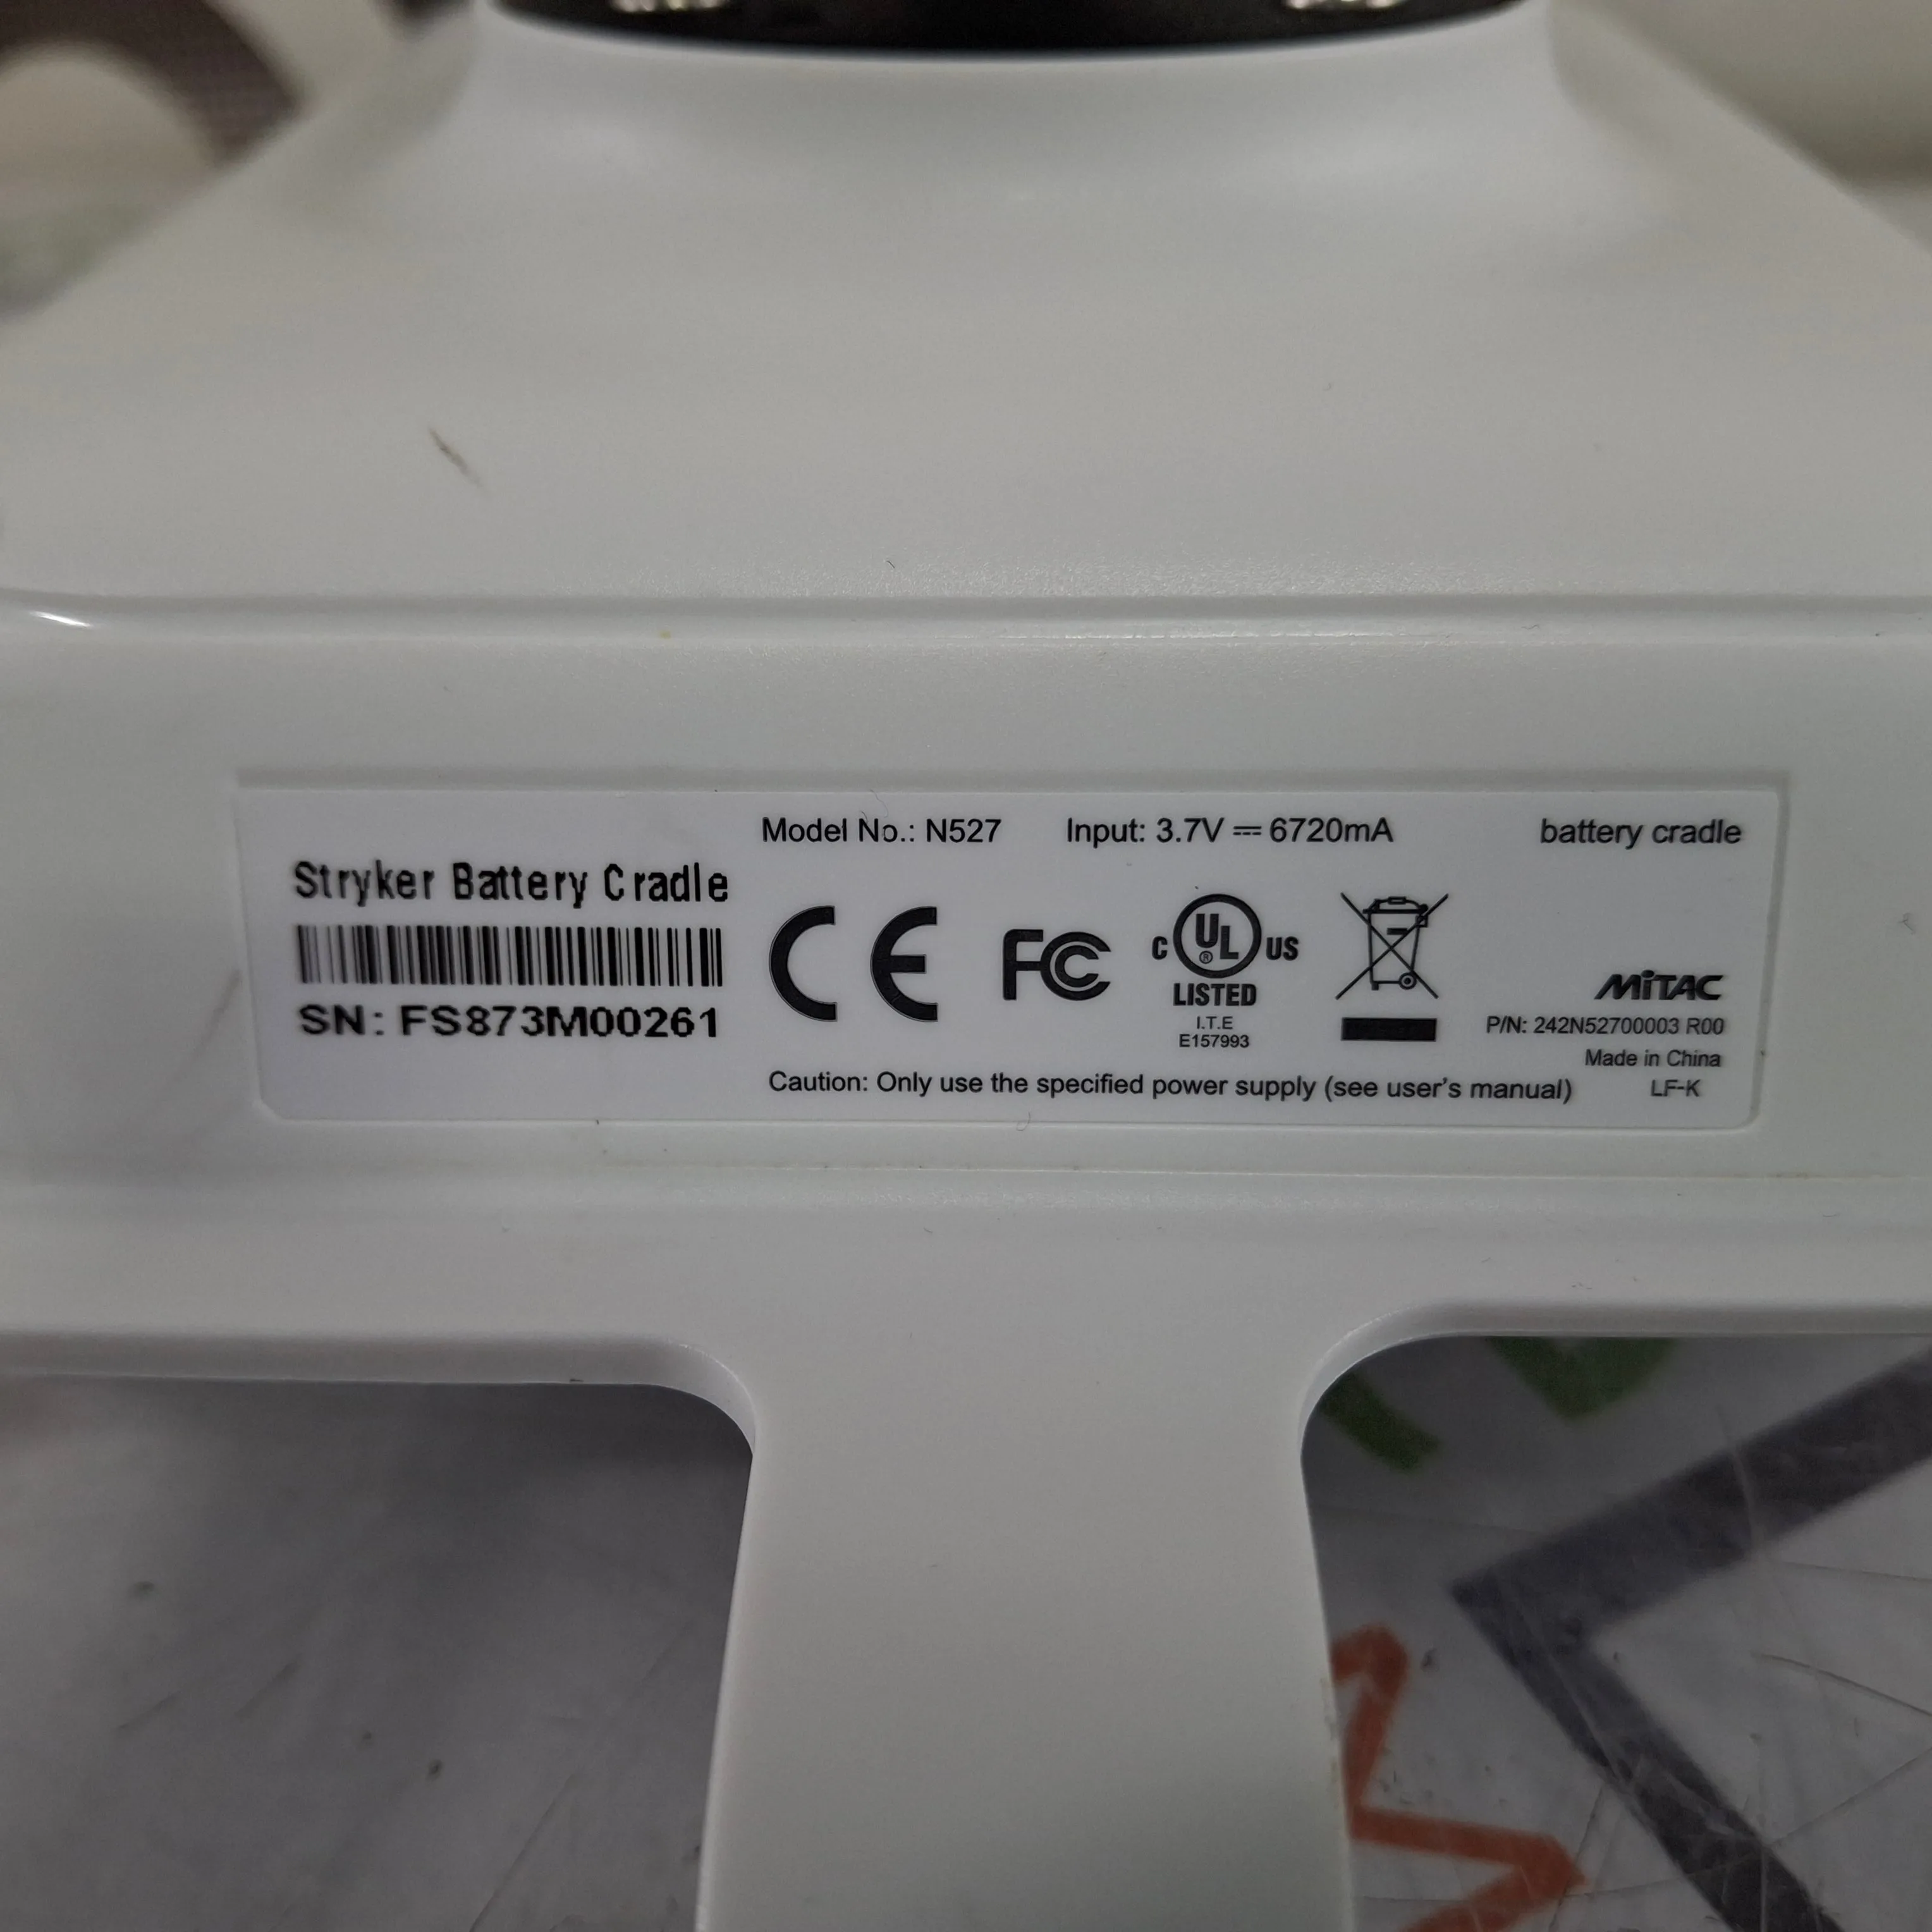 Model No.: N527 Input: 3.7V ⎓ 6720mA battery cradle
Stryker Battery Cradle
SN: FS873M00261
CE FC C UL® US
LISTED
I.T.E
E157993
MiTAC
P/N: 242N52700003 R00
Made in China
Caution: Only use the specified power supply (see user's manual) LF-K